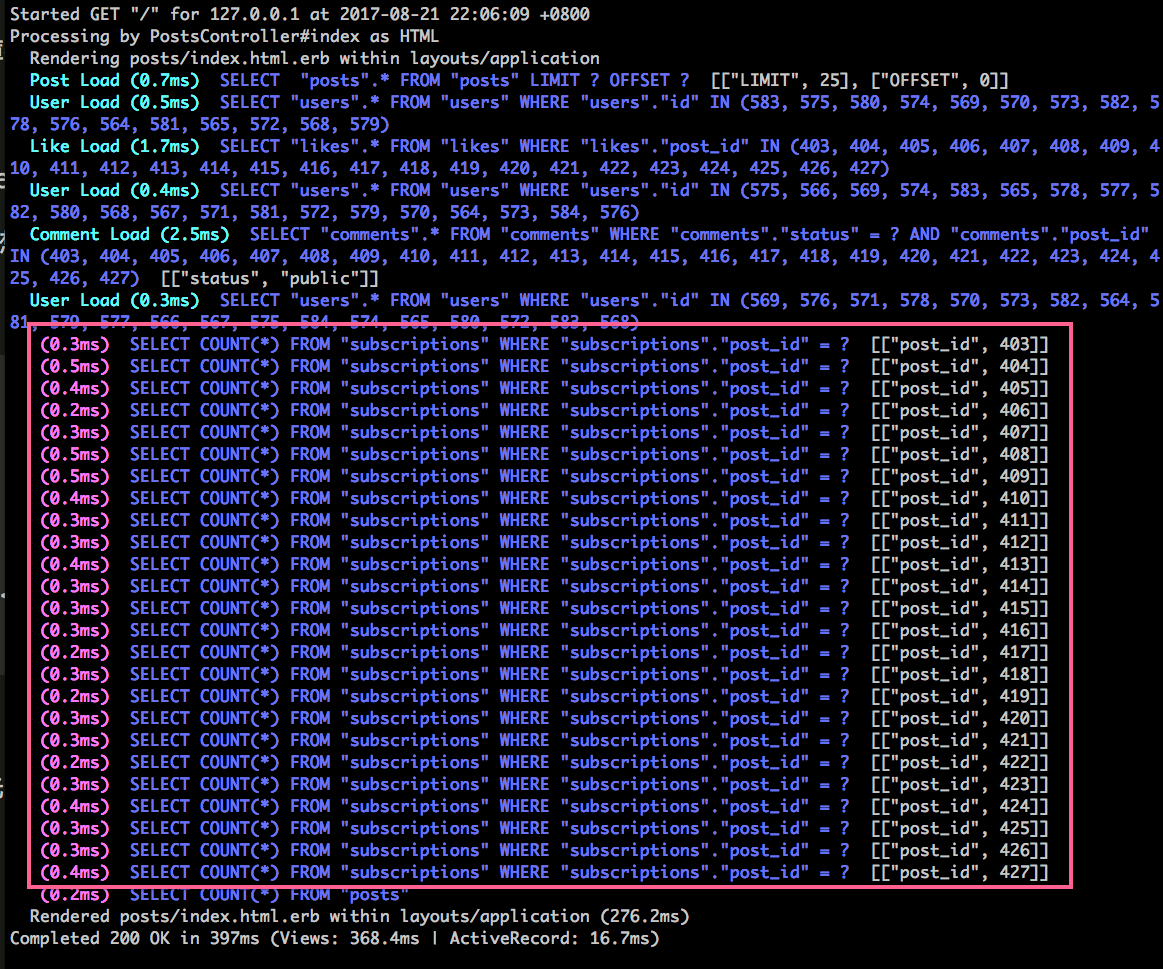 Started GET "/" for 127.0.0.1 at 2017-08-21 22:06:09 +0800
Processing by PostsController#index as HTML
  Rendering posts/index.html.erb within layouts/application
  Post Load (0.7ms)  SELECT  "posts".* FROM "posts" LIMIT ? OFFSET ?  [["LIMIT", 25], ["OFFSET", 0]]
  User Load (0.5ms)  SELECT "users".* FROM "users" WHERE "users"."id" IN (583, 575, 580, 574, 569, 570, 573, 582, 5
78, 576, 564, 581, 565, 572, 568, 579)
  Like Load (1.7ms)  SELECT "likes".* FROM "likes" WHERE "likes"."post_id" IN (403, 404, 405, 406, 407, 408, 409, 4
10, 411, 412, 413, 414, 415, 416, 417, 418, 419, 420, 421, 422, 423, 424, 425, 426, 427)
  User Load (0.4ms)  SELECT "users".* FROM "users" WHERE "users"."id" IN (575, 566, 569, 574, 583, 565, 578, 577, 5
82, 580, 568, 567, 571, 581, 572, 579, 570, 564, 573, 584, 576)
  Comment Load (2.5ms)  SELECT "comments".* FROM "comments" WHERE "comments"."status" = ? AND "comments"."post_id"
IN (403, 404, 405, 406, 407, 408, 409, 410, 411, 412, 413, 414, 415, 416, 417, 418, 419, 420, 421, 422, 423, 424, 4
25, 426, 427)  [["status", "public"]]
  User Load (0.3ms)  SELECT "users".* FROM "users" WHERE "users"."id" IN (569, 576, 571, 578, 570, 573, 582, 564, 5
81, 579, 577, 566, 567, 575, 584, 574, 565, 580, 572, 583, 568)
   (0.3ms)  SELECT COUNT(*) FROM "subscriptions" WHERE "subscriptions"."post_id" = ?  [["post_id", 403]]
   (0.5ms)  SELECT COUNT(*) FROM "subscriptions" WHERE "subscriptions"."post_id" = ?  [["post_id", 404]]
   (0.4ms)  SELECT COUNT(*) FROM "subscriptions" WHERE "subscriptions"."post_id" = ?  [["post_id", 405]]
   (0.2ms)  SELECT COUNT(*) FROM "subscriptions" WHERE "subscriptions"."post_id" = ?  [["post_id", 406]]
   (0.3ms)  SELECT COUNT(*) FROM "subscriptions" WHERE "subscriptions"."post_id" = ?  [["post_id", 407]]
   (0.5ms)  SELECT COUNT(*) FROM "subscriptions" WHERE "subscriptions"."post_id" = ?  [["post_id", 408]]
   (0.5ms)  SELECT COUNT(*) FROM "subscriptions" WHERE "subscriptions"."post_id" = ?  [["post_id", 409]]
   (0.4ms)  SELECT COUNT(*) FROM "subscriptions" WHERE "subscriptions"."post_id" = ?  [["post_id", 410]]
   (0.3ms)  SELECT COUNT(*) FROM "subscriptions" WHERE "subscriptions"."post_id" = ?  [["post_id", 411]]
   (0.3ms)  SELECT COUNT(*) FROM "subscriptions" WHERE "subscriptions"."post_id" = ?  [["post_id", 412]]
   (0.4ms)  SELECT COUNT(*) FROM "subscriptions" WHERE "subscriptions"."post_id" = ?  [["post_id", 413]]
   (0.3ms)  SELECT COUNT(*) FROM "subscriptions" WHERE "subscriptions"."post_id" = ?  [["post_id", 414]]
   (0.3ms)  SELECT COUNT(*) FROM "subscriptions" WHERE "subscriptions"."post_id" = ?  [["post_id", 415]]
   (0.3ms)  SELECT COUNT(*) FROM "subscriptions" WHERE "subscriptions"."post_id" = ?  [["post_id", 416]]
   (0.2ms)  SELECT COUNT(*) FROM "subscriptions" WHERE "subscriptions"."post_id" = ?  [["post_id", 417]]
   (0.3ms)  SELECT COUNT(*) FROM "subscriptions" WHERE "subscriptions"."post_id" = ?  [["post_id", 418]]
   (0.2ms)  SELECT COUNT(*) FROM "subscriptions" WHERE "subscriptions"."post_id" = ?  [["post_id", 419]]
   (0.3ms)  SELECT COUNT(*) FROM "subscriptions" WHERE "subscriptions"."post_id" = ?  [["post_id", 420]]
   (0.3ms)  SELECT COUNT(*) FROM "subscriptions" WHERE "subscriptions"."post_id" = ?  [["post_id", 421]]
   (0.2ms)  SELECT COUNT(*) FROM "subscriptions" WHERE "subscriptions"."post_id" = ?  [["post_id", 422]]
   (0.3ms)  SELECT COUNT(*) FROM "subscriptions" WHERE "subscriptions"."post_id" = ?  [["post_id", 423]]
   (0.4ms)  SELECT COUNT(*) FROM "subscriptions" WHERE "subscriptions"."post_id" = ?  [["post_id", 424]]
   (0.3ms)  SELECT COUNT(*) FROM "subscriptions" WHERE "subscriptions"."post_id" = ?  [["post_id", 425]]
   (0.3ms)  SELECT COUNT(*) FROM "subscriptions" WHERE "subscriptions"."post_id" = ?  [["post_id", 426]]
   (0.4ms)  SELECT COUNT(*) FROM "subscriptions" WHERE "subscriptions"."post_id" = ?  [["post_id", 427]]
   (0.2ms)  SELECT COUNT(*) FROM "posts"
  Rendered posts/index.html.erb within layouts/application (276.2ms)
Completed 200 OK in 397ms (Views: 368.4ms | ActiveRecord: 16.7ms)